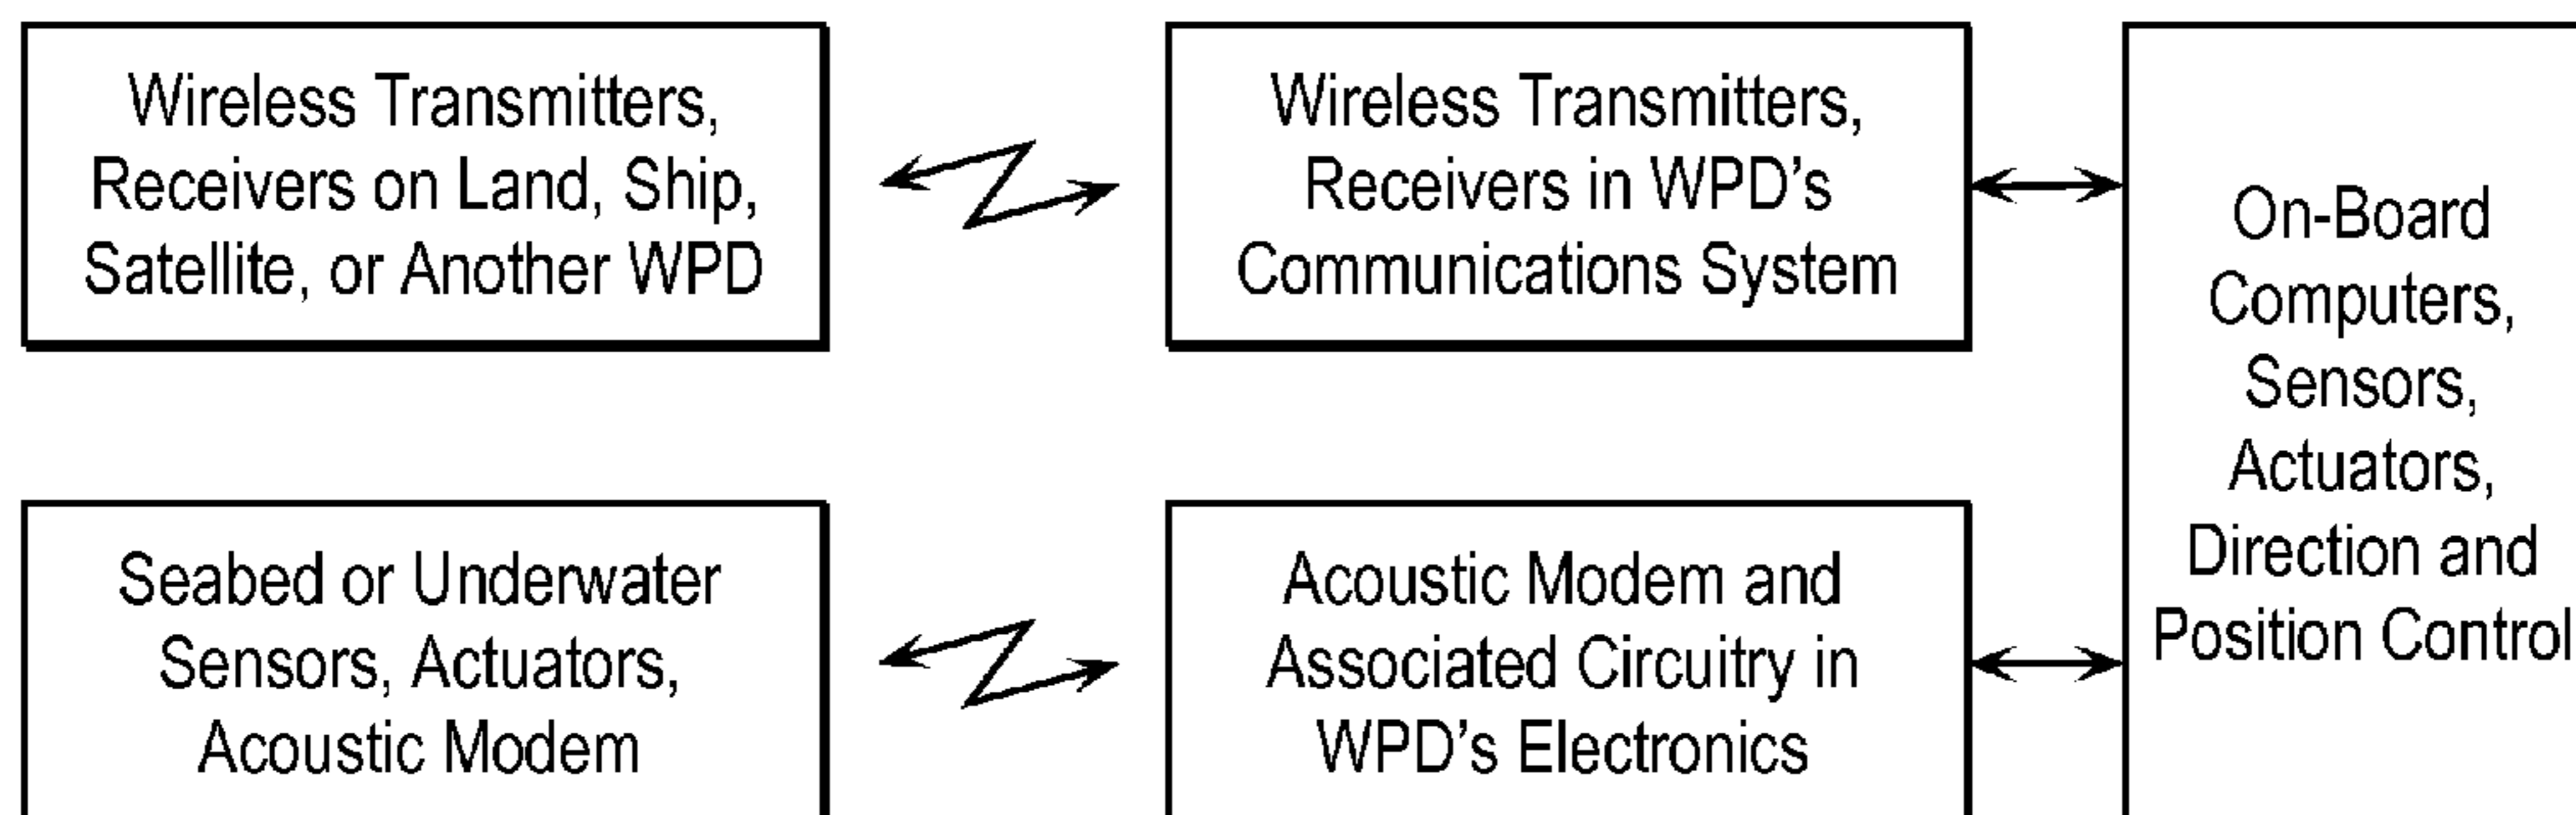 Wireless Transmitters,
Receivers on Land, Ship,
Satellite, or Another WPD
Wireless Transmitters,
Receivers in WPD’s
Communications System
On-Board
Computers,
Sensors,
Actuators,
Direction and
Position Control
Seabed or Underwater
Sensors, Actuators,
Acoustic Modem
Acoustic Modem and
Associated Circuitry in
WPD’s Electronics